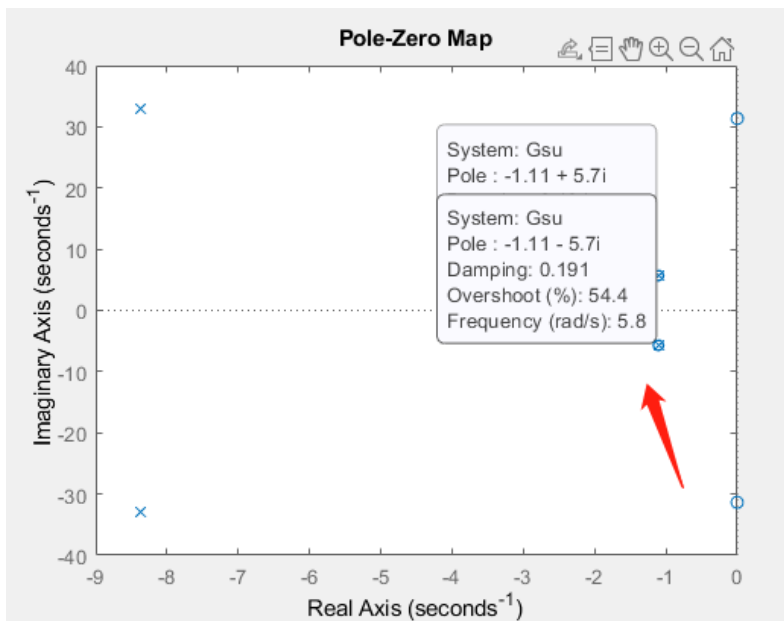 Pole-Zero Map
40
30
20
10
0
-10
-20
-30
-40
Imaginary Axis (seconds⁻¹)
System: Gsu
Pole : -1.11 + 5.7i
System: Gsu
Pole : -1.11 - 5.7i
Damping: 0.191
Overshoot (%): 54.4
Frequency (rad/s): 5.8
-9 -8 -7 -6 -5 -4 -3 -2 -1 0
Real Axis (seconds⁻¹)